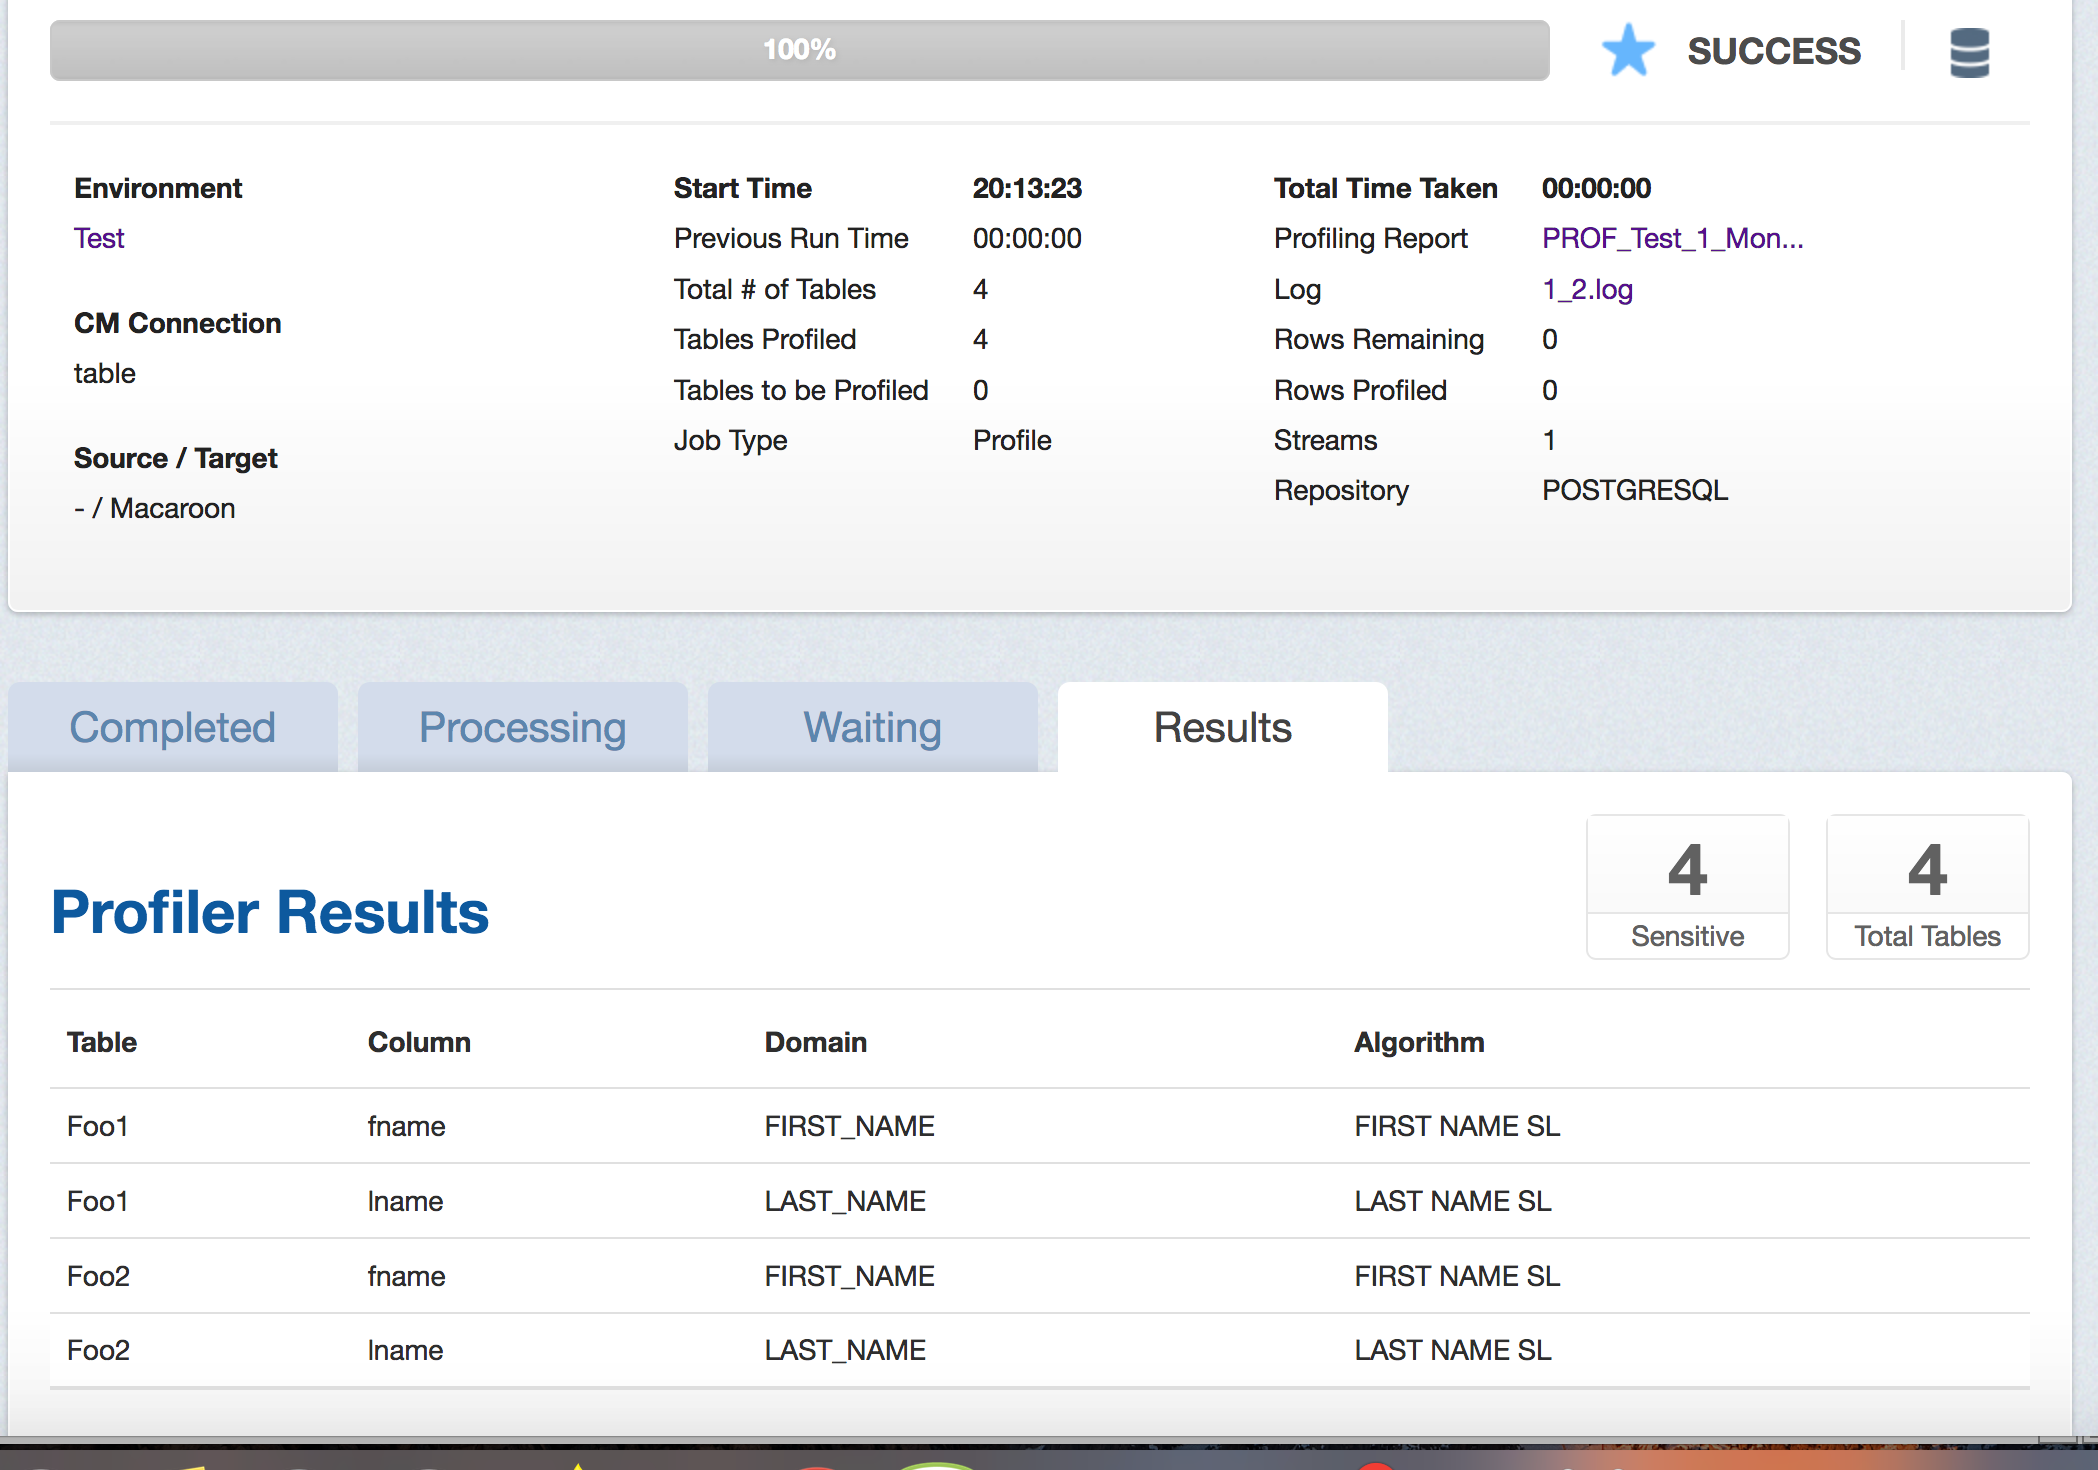 100%
SUCCESS
Environment
Test
CM Connection
table
Source / Target
- / Macaroon
Start Time 20:13:23
Previous Run Time 00:00:00
Total # of Tables 4
Tables Profiled 4
Tables to be Profiled 0
Job Type Profile
Total Time Taken 00:00:00
Profiling Report PROF_Test_1_Mon...
Log 1_2.log
Rows Remaining 0
Rows Profiled 0
Streams 1
Repository POSTGRESQL
Completed Processing Waiting Results
Profiler Results
4 Sensitive
4 Total Tables
Table Column Domain Algorithm
Foo1 fname FIRST_NAME FIRST NAME SL
Foo1 lname LAST_NAME LAST NAME SL
Foo2 fname FIRST_NAME FIRST NAME SL
Foo2 lname LAST_NAME LAST NAME SL